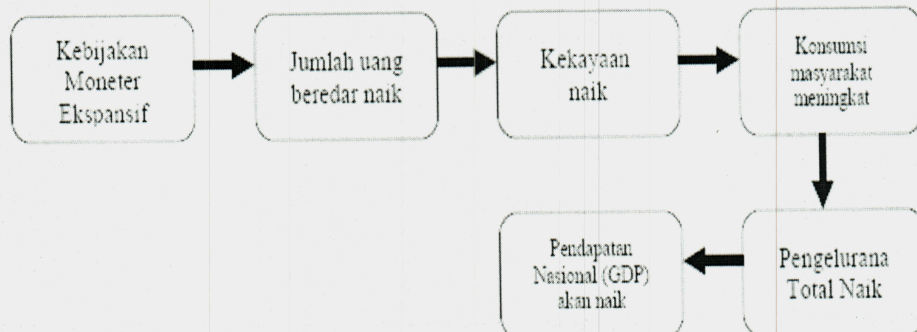 Kebijakan
Moneter
Ekspansif
Jumlah uang
beredar naik
Kekayaan
naik
Konsumsi
masyarakat
meningkat
Pengelurana
Total Naik
Pendapatan
Nasional (GDP)
akan naik